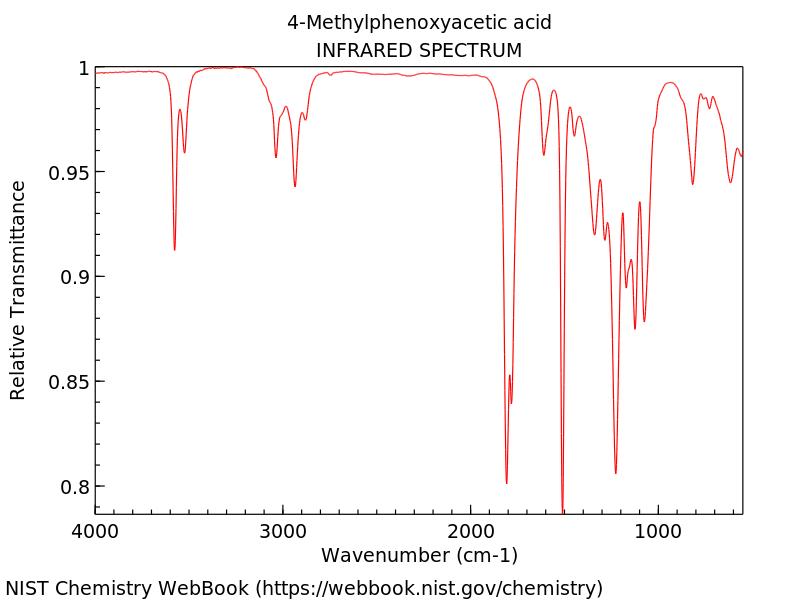 4-Methylphenoxyacetic acid
INFRARED SPECTRUM
Relative Transmittance
1
0.95
0.9
0.85
0.8
4000 3000 2000 1000
Wavenumber (cm-1)
NIST Chemistry WebBook (https://webbook.nist.gov/chemistry)